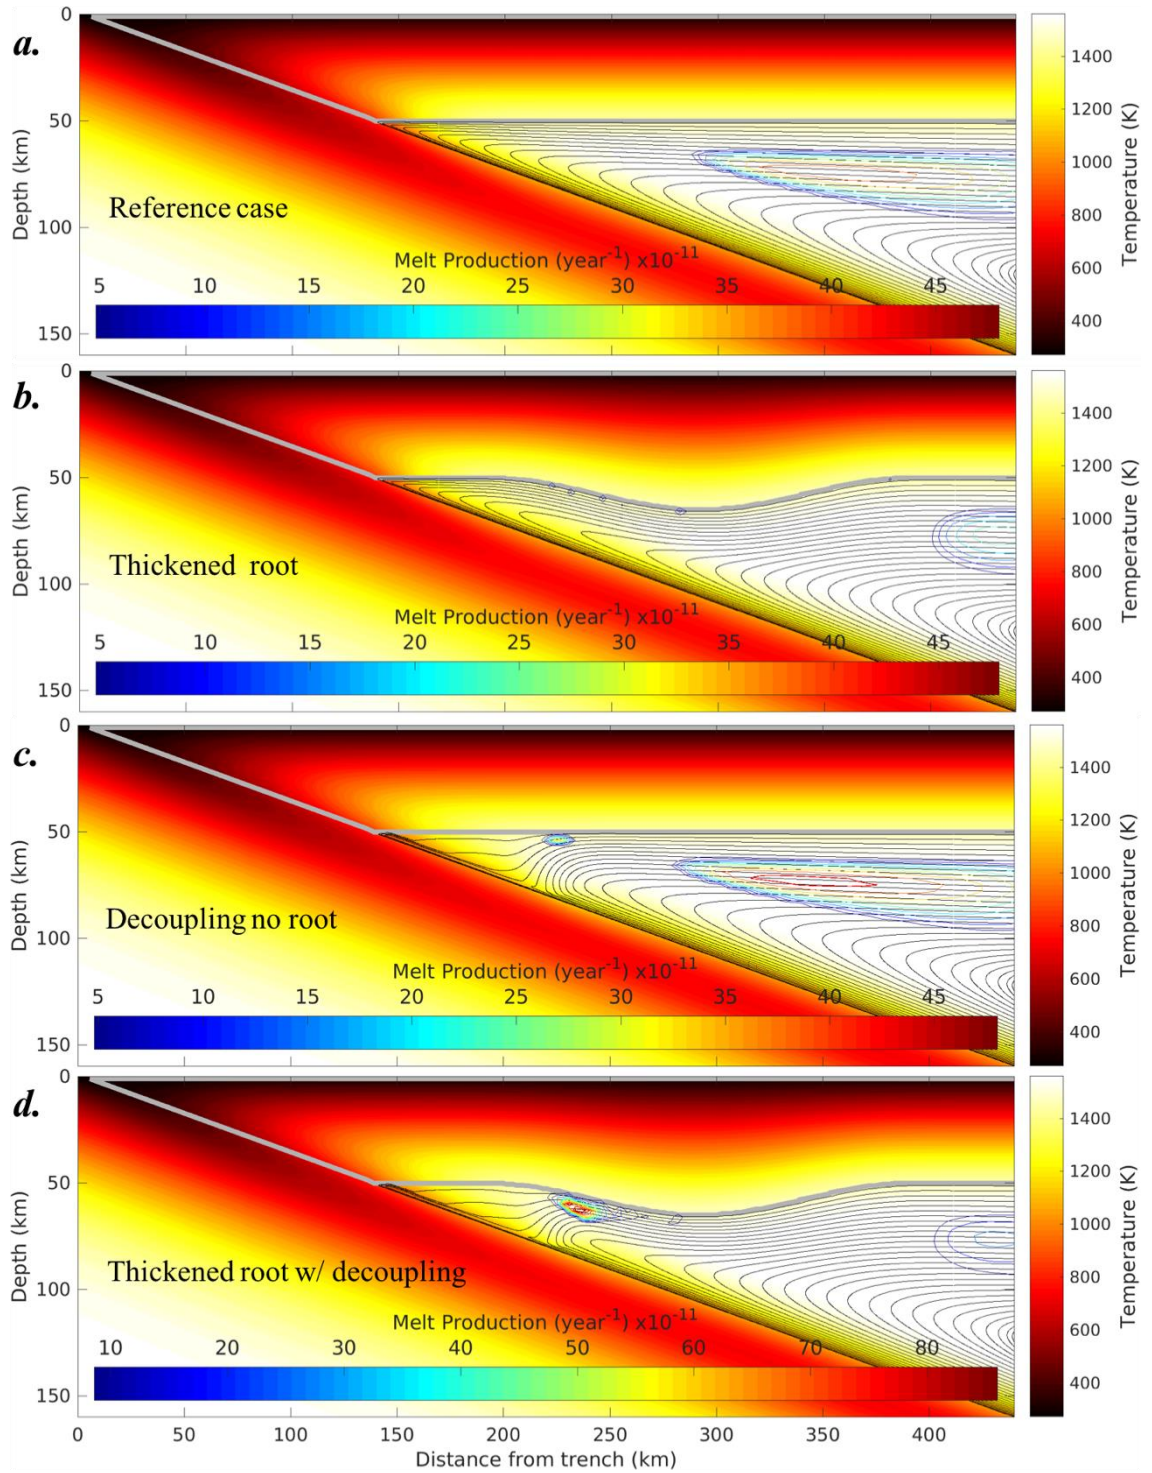 a.
0
50
100
150
Depth (km)
Reference case
Melt Production (year-1) x10-11
5 10 15 20 25 30 35 40 45
1400
1200
1000
800
600
400
Temperature (K)
b.
0
50
100
150
Depth (km)
Thickened root
Melt Production (year-1) x10-11
5 10 15 20 25 30 35 40 45
1400
1200
1000
800
600
400
Temperature (K)
c.
0
50
100
150
Depth (km)
Decoupling no root
Melt Production (year-1) x10-11
5 10 15 20 25 30 35 40 45
1400
1200
1000
800
600
400
Temperature (K)
d.
0
50
100
150
Depth (km)
Thickened root w/ decoupling
Melt Production (year-1) x10-11
10 20 30 40 50 60 70 80
1400
1200
1000
800
600
400
Temperature (K)
0 50 100 150 200 250 300 350 400
Distance from trench (km)